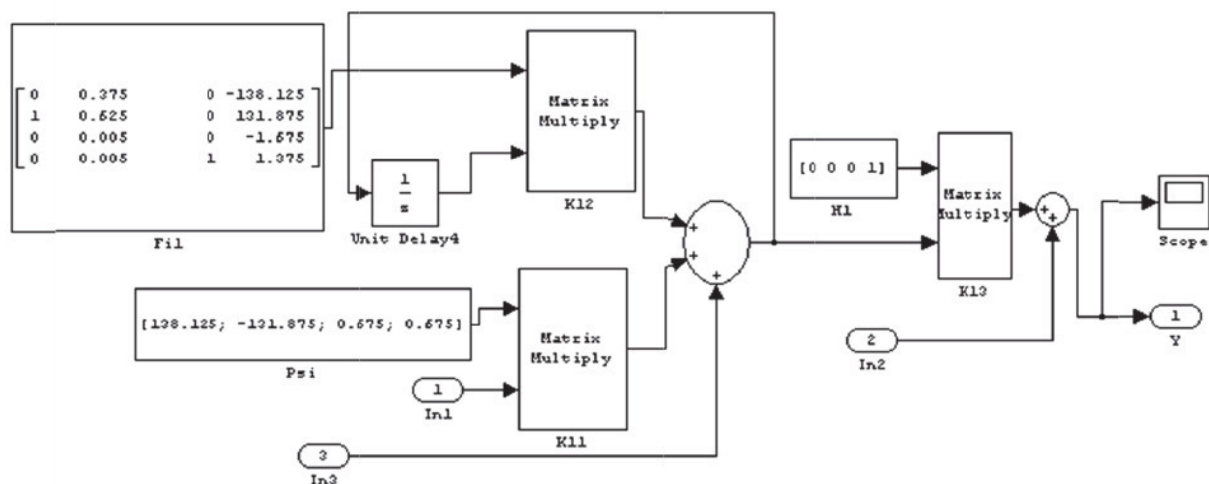 0 0.375 0 -138.125
1 0.625 0 131.875
0 0.005 0 -1.675
0 0.005 1 1.375
Fi1
Matrix
Multiply
K12
1
s
Unit Delay4
[138.125; -131.875; 0.675; 0.675]
Psi
1
In1
Matrix
Multiply
K11
3
In3
+
+
+
[0 0 0 1]
H1
Matrix
Multiply
K13
+
+
2
In2
Scope
1
Y